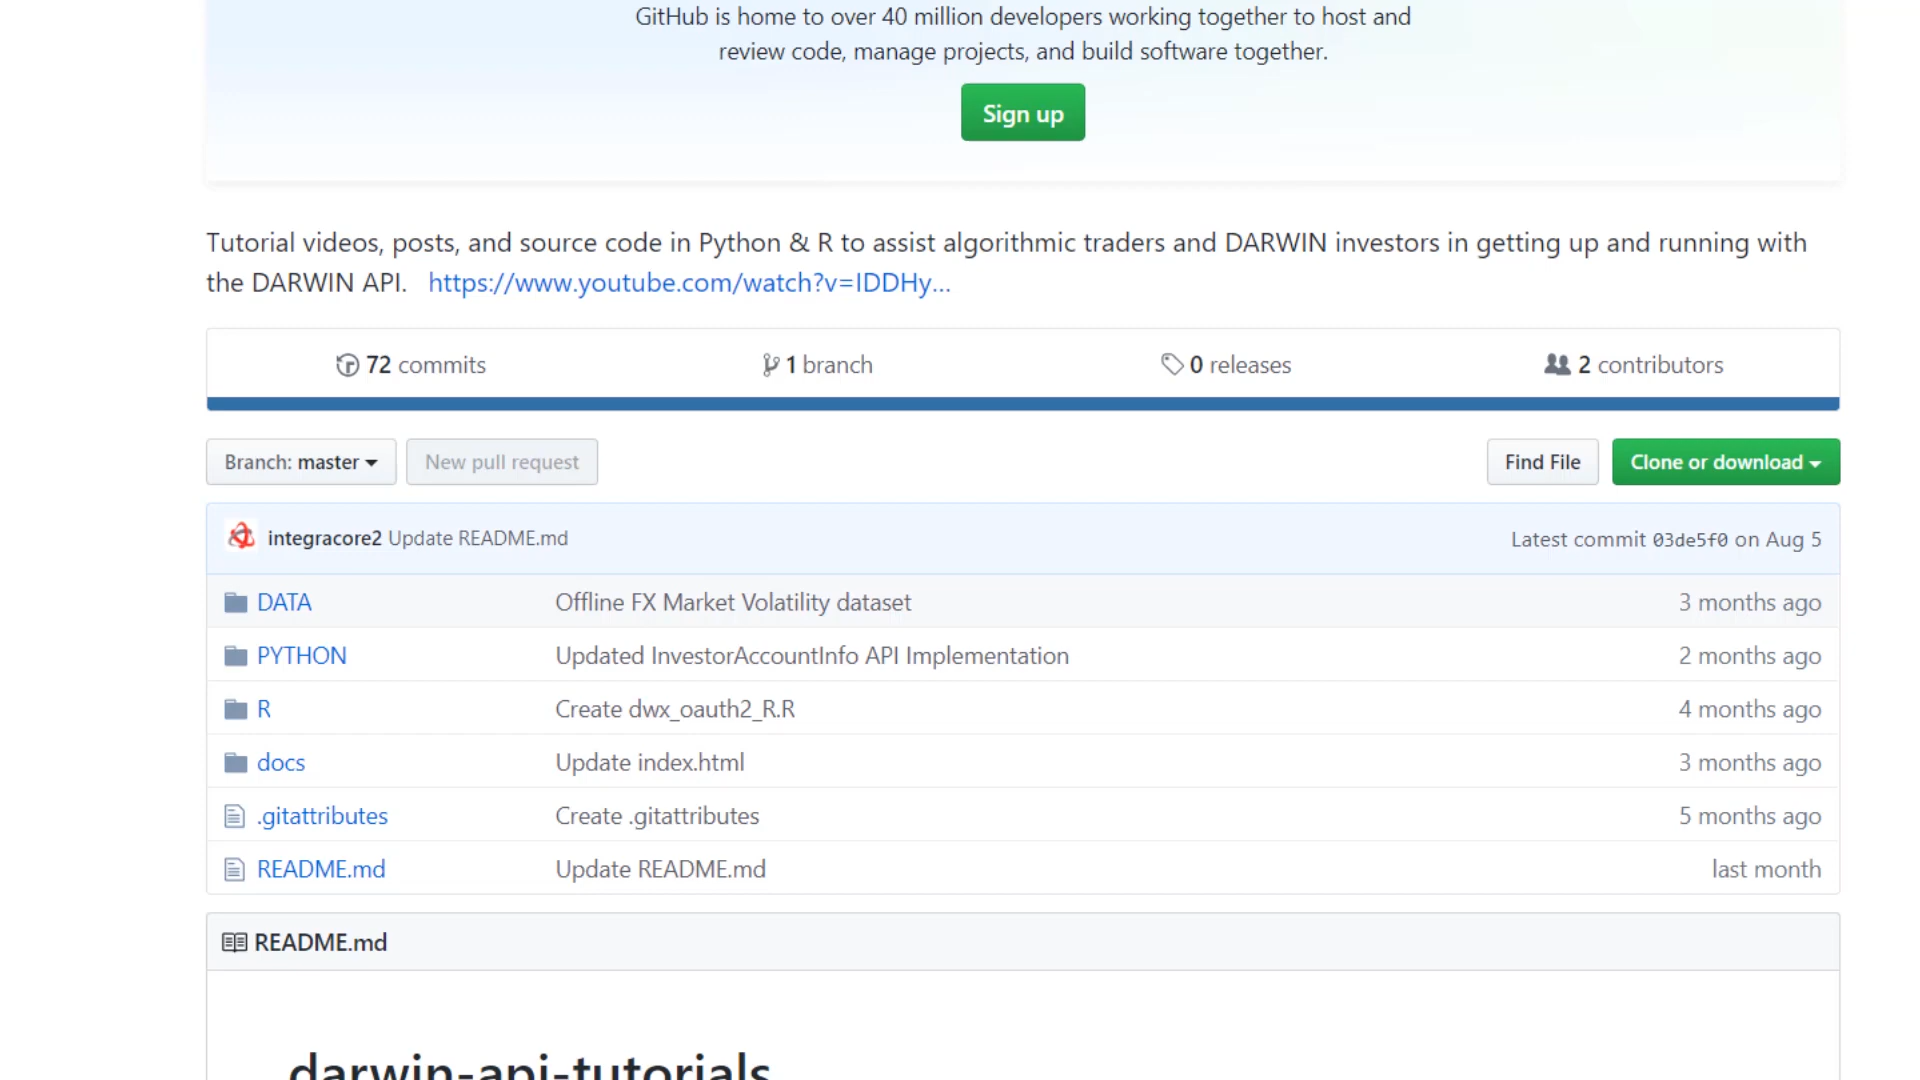 GitHub is home to over 40 million developers working together to host and
review code, manage projects, and build software together.
Sign up
Tutorial videos, posts, and source code in Python & R to assist algorithmic traders and DARWIN investors in getting up and running with
the DARWIN API. https://www.youtube.com/watch?v=IDDHy...
72 commits 1 branch 0 releases 2 contributors
Branch: master New pull request Find File Clone or download
integracore2 Update README.md Latest commit 03de5f0 on Aug 5
DATA Offline FX Market Volatility dataset 3 months ago
PYTHON Updated InvestorAccountInfo API Implementation 2 months ago
R Create dwx_oauth2_R.R 4 months ago
docs Update index.html 3 months ago
.gitattributes Create .gitattributes 5 months ago
README.md Update README.md last month
README.md
darwin-api-tutorials